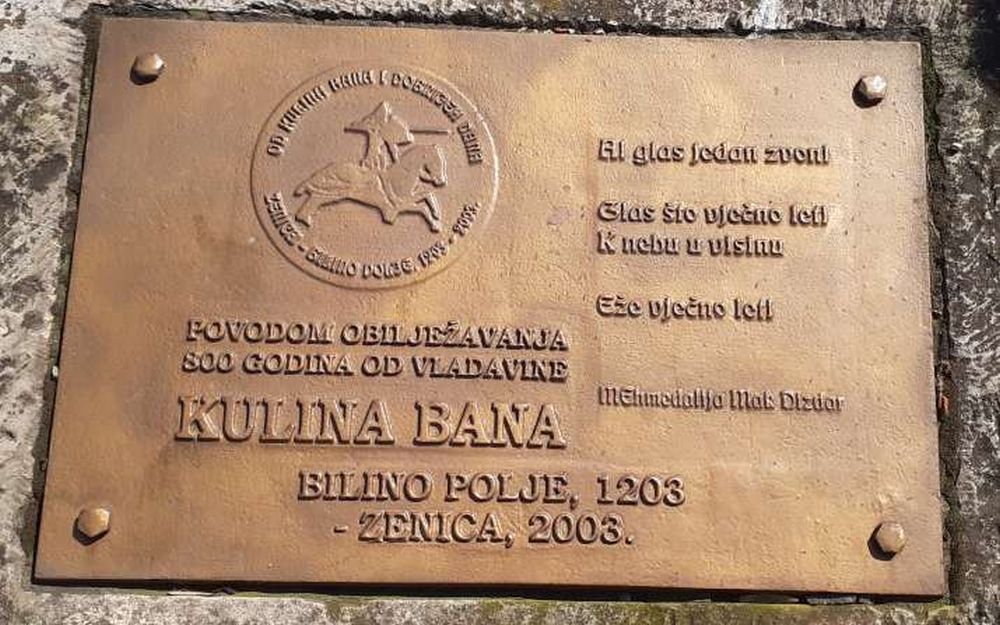 OD KULINA BANA I DOBRIJEH DANA
ZENICA - BILINO POLJE, 1203 - 2003.
POVODOM OBILJEŽAVANJA
800 GODINA OD VLADAVINE
KULINA BANA
BILINO POLJE, 1203
- ZENICA, 2003.
Al glas jedan zvoni
Glas što vječno leti
K nebu u visinu
Eže vječno leti
MEhmedalija Mak Dizdar